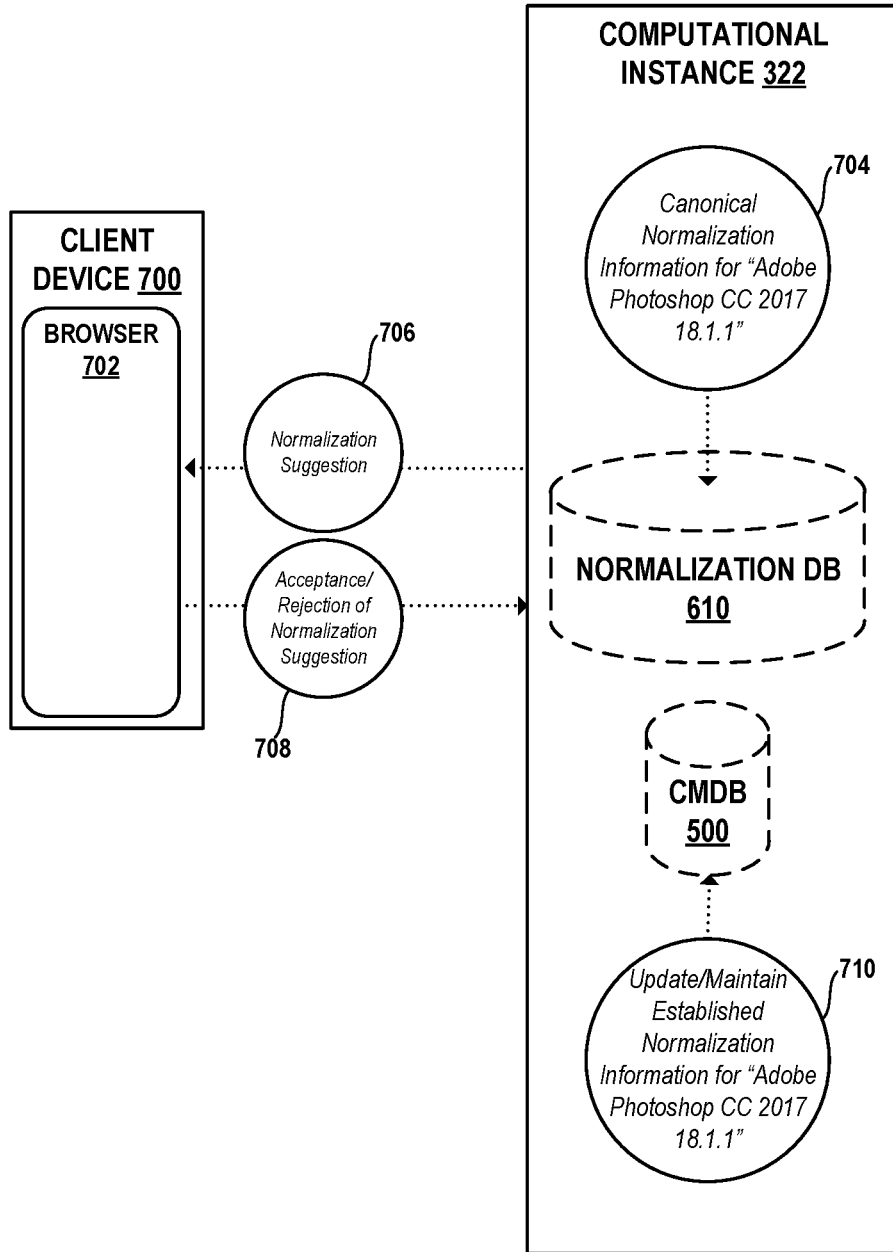 COMPUTATIONAL
INSTANCE 322
704
Canonical
Normalization
Information for “Adobe
Photoshop CC 2017
18.1.1”
CLIENT
DEVICE 700
BROWSER
702
706
Normalization
Suggestion
NORMALIZATION DB
610
Acceptance/
Rejection of
Normalization
Suggestion
708
CMDB
500
710
Update/Maintain
Established
Normalization
Information for “Adobe
Photoshop CC 2017
18.1.1”